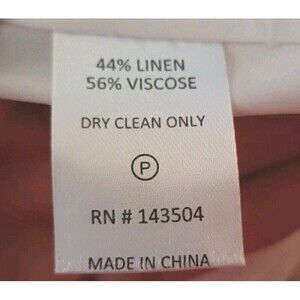 44% LINEN
56% VISCOSE
DRY CLEAN ONLY
P
RN # 143504
MADE IN CHINA